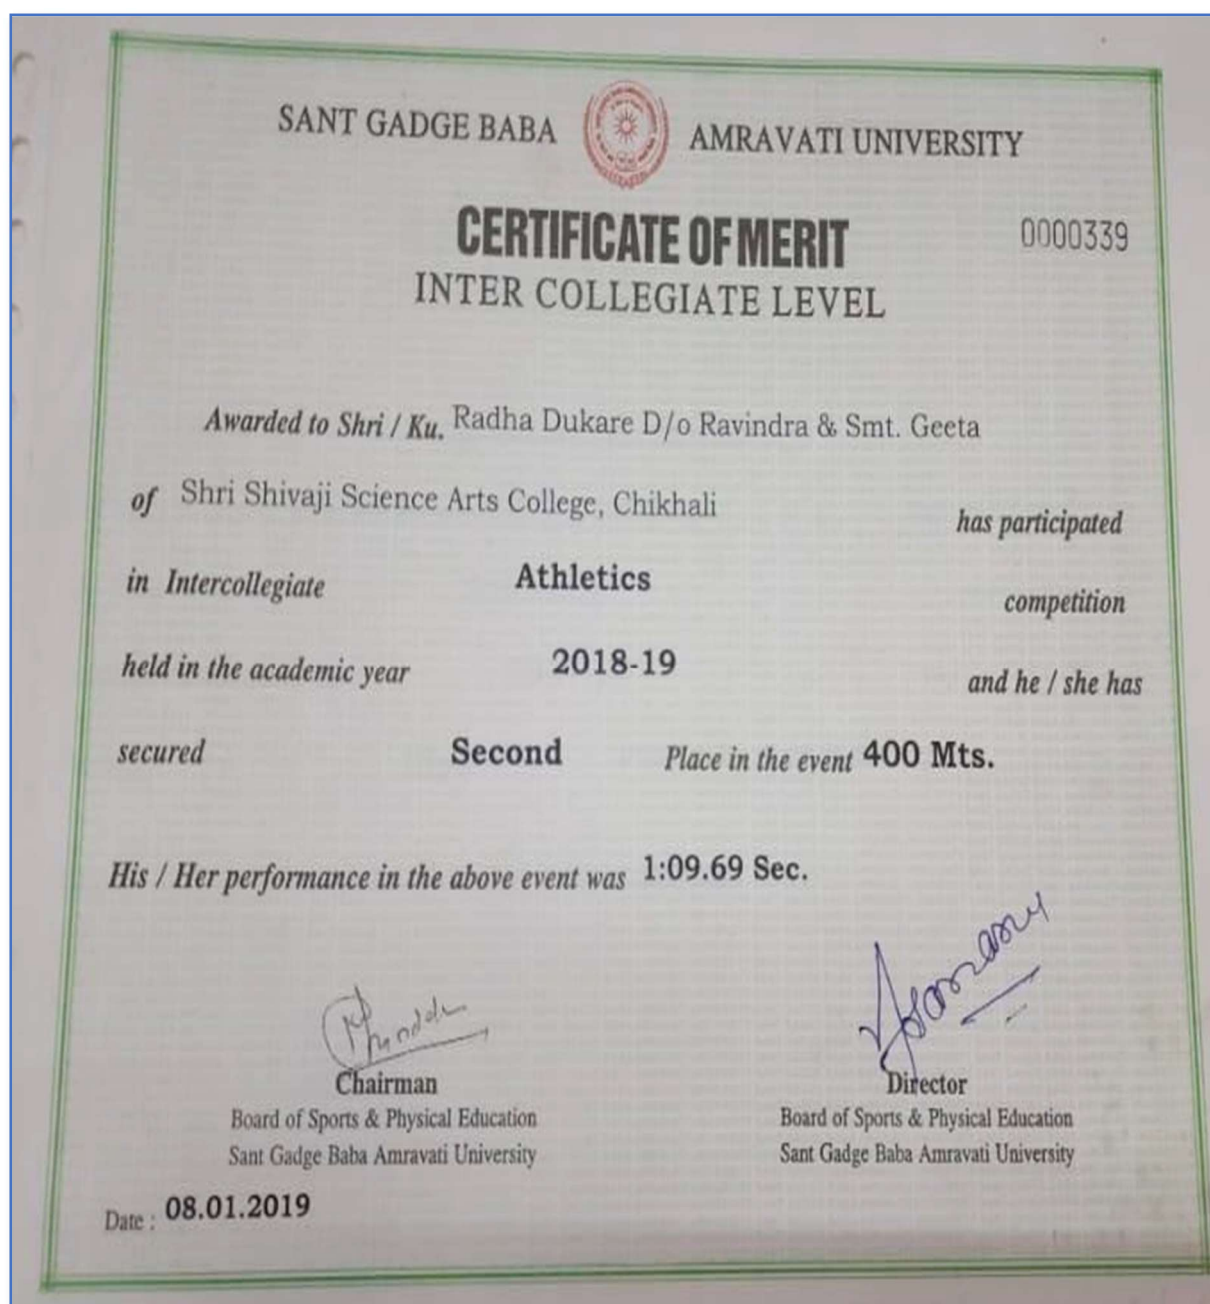 SANT GADGE BABA AMRAVATI UNIVERSITY
CERTIFICATE OF MERIT
0000339
INTER COLLEGIATE LEVEL
Awarded to Shri / Ku. Radha Dukare D/o Ravindra & Smt. Geeta
of Shri Shivaji Science Arts College, Chikhali has participated
in Intercollegiate Athletics competition
held in the academic year 2018-19 and he / she has
secured Second Place in the event 400 Mts.
His / Her performance in the above event was 1:09.69 Sec.
Chairman Director
Board of Sports & Physical Education Board of Sports & Physical Education
Sant Gadge Baba Amravati University Sant Gadge Baba Amravati University
Date : 08.01.2019